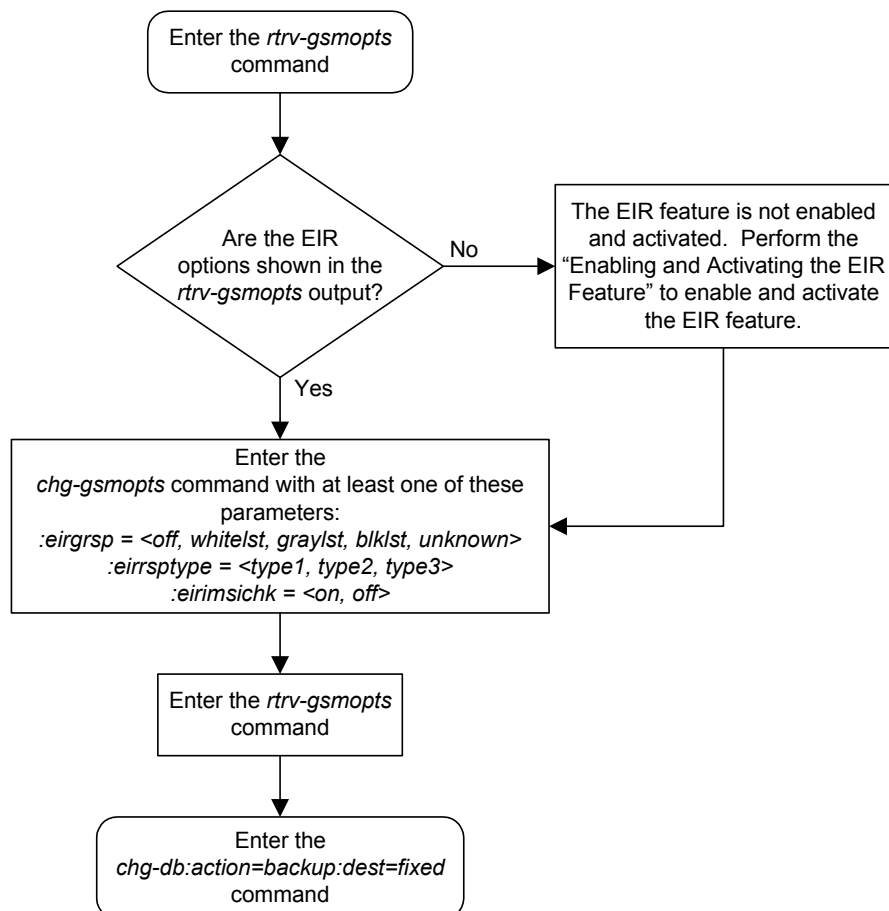 Enter the rtrv-gsmopts
command
Are the EIR
options shown in the
rtrv-gsmopts output?
No
The EIR feature is not enabled
and activated.  Perform the
“Enabling and Activating the EIR
Feature” to enable and activate
the EIR feature.
Yes
Enter the
chg-gsmopts command with at least one of these
parameters:
:eirgrsp = <off, whitelst, graylst, blklst, unknown>
:eirrsptype = <type1, type2, type3>
:eirimsichk = <on, off>
Enter the rtrv-gsmopts
command
Enter the
chg-db:action=backup:dest=fixed
command